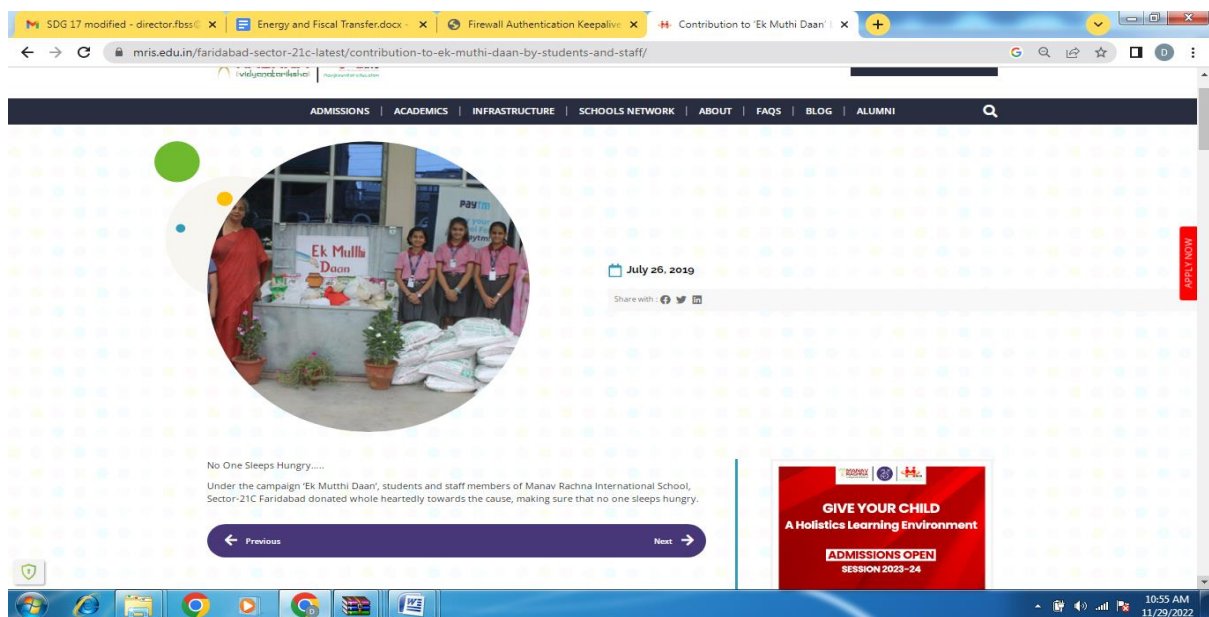 SDG 17 modified - director.fbss
Energy and Fiscal Transfer.docx -
Firewall Authentication Keepalive
Contribution to 'Ek Muthi Daan'
mris.edu.in/faridabad-sector-21c-latest/contribution-to-ek-muthi-daan-by-students-and-staff/
D
vidyanatarikshai
ADMISSIONS | ACADEMICS | INFRASTRUCTURE | SCHOOLS NETWORK | ABOUT | FAQS | BLOG | ALUMNI
Paytm
Ek Muthi
Daan
APPLY NOW
July 26, 2019
Share with :
No One Sleeps Hungry.....
Under the campaign 'Ek Mutthi Daan', students and staff members of Manav Rachna International School,
Sector-21C Faridabad donated whole heartedly towards the cause, making sure that no one sleeps hungry.
Previous
Next
MANAV RACHNA
GIVE YOUR CHILD
A Holistics Learning Environment
ADMISSIONS OPEN
SESSION 2023-24
10:55 AM
11/29/2022